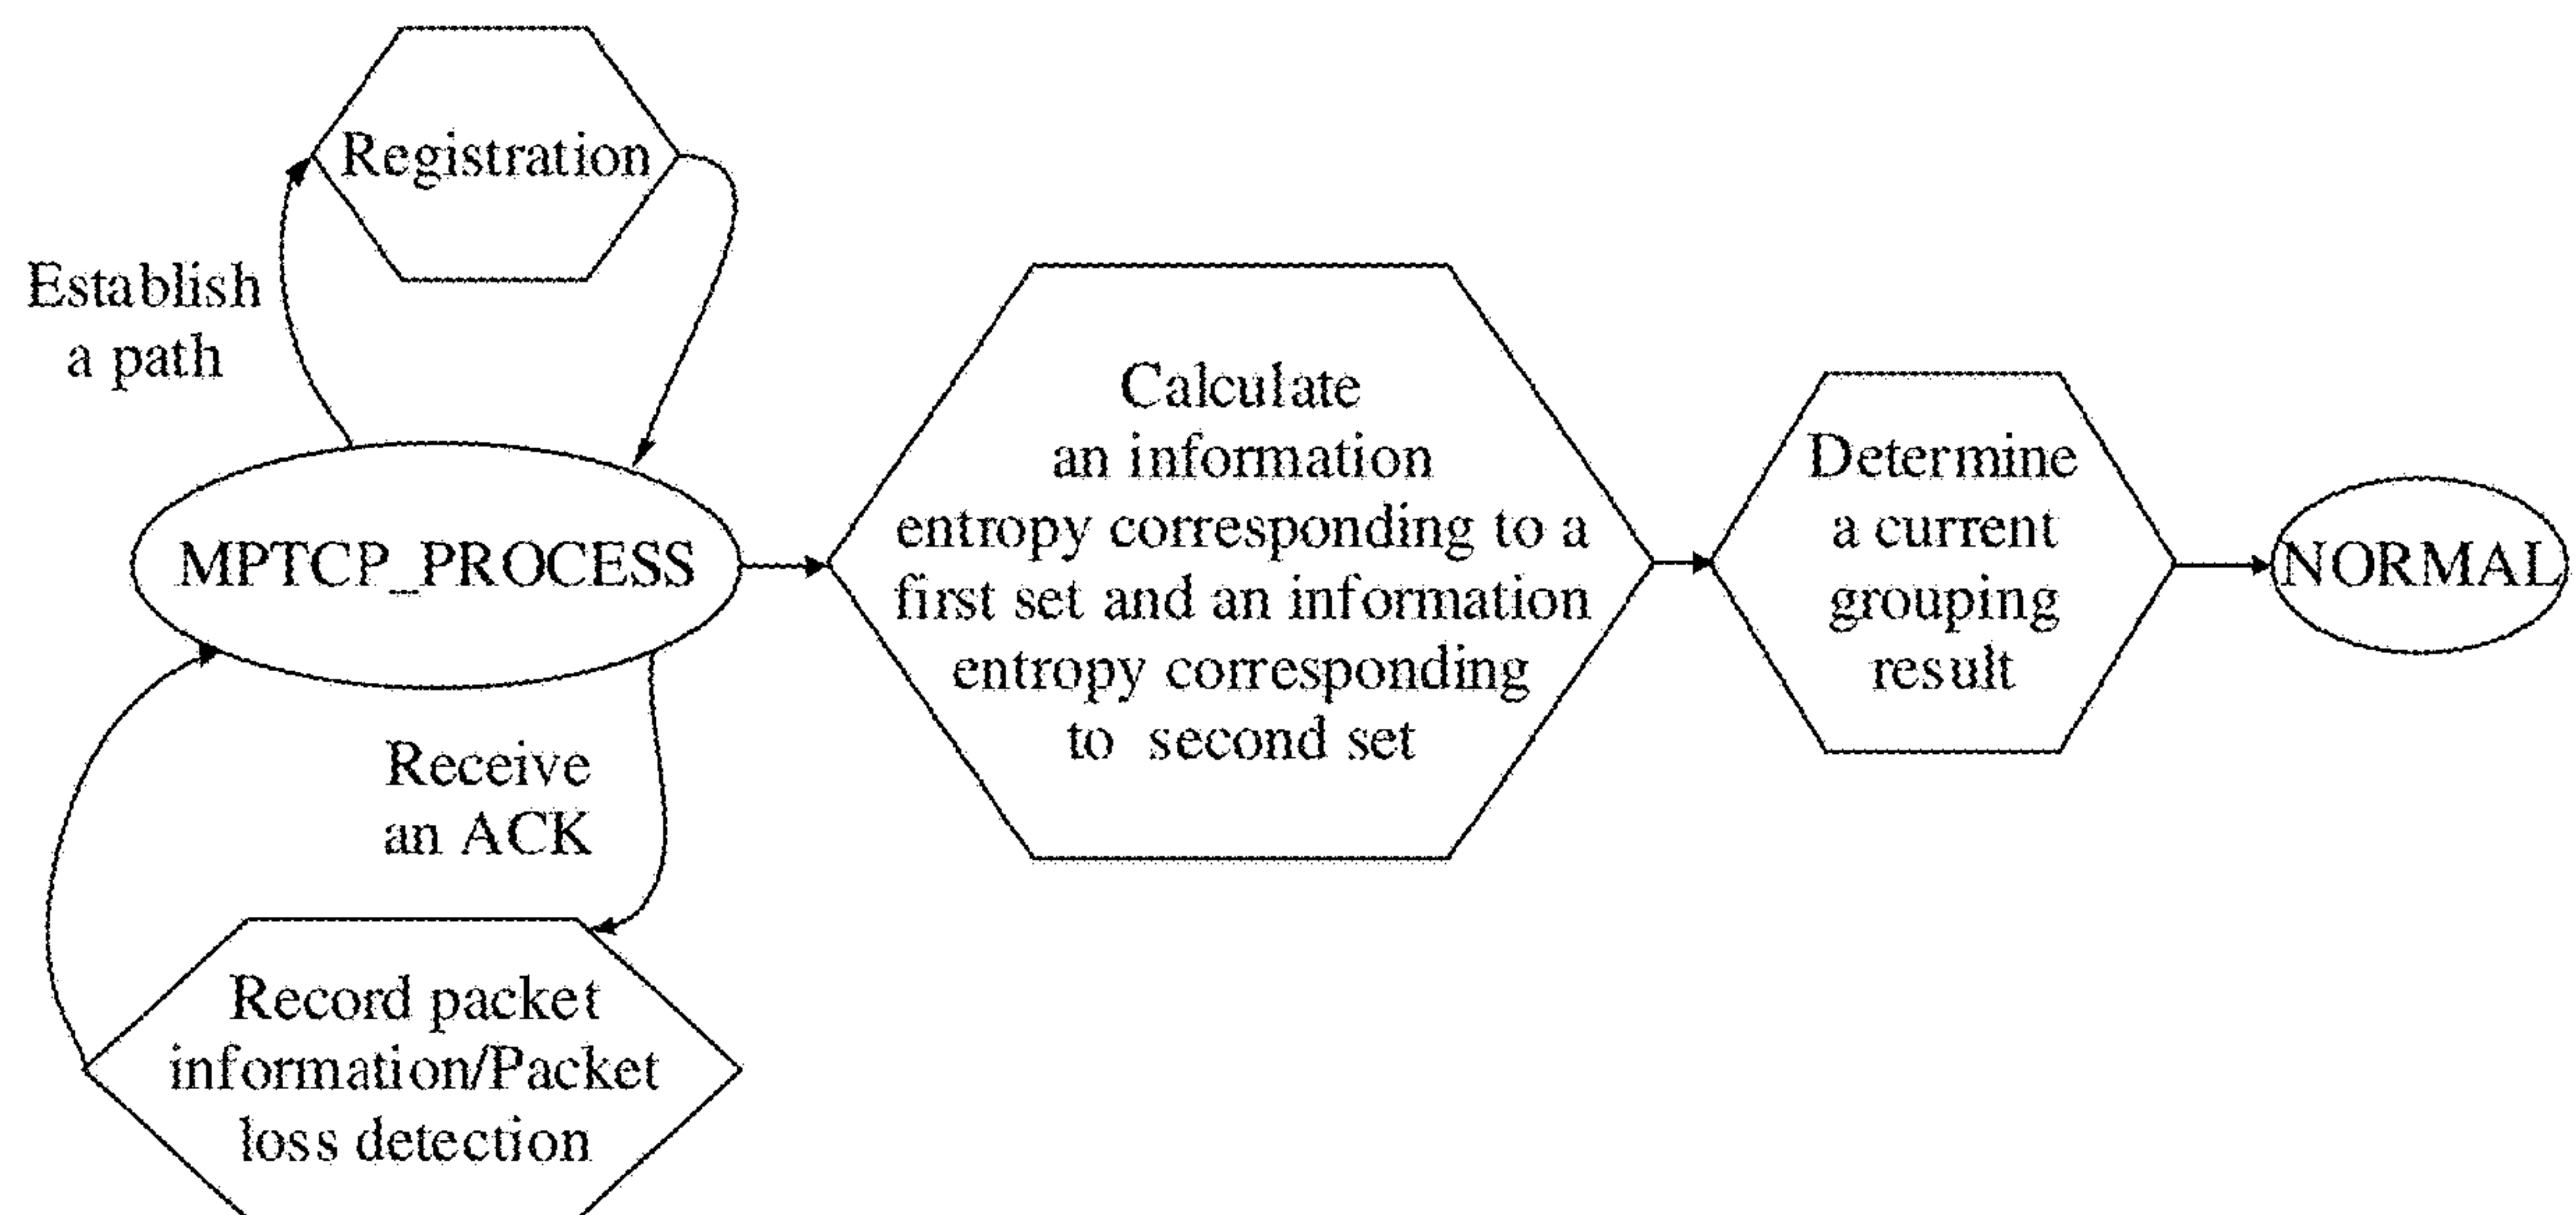 Registration
Establish
a path
MPTCP_PROCESS
Receive
an ACK
Record packet
information/Packet
loss detection
Calculate
an information
entropy corresponding to a
first set and an information
entropy corresponding
to second set
Determine
a current
grouping
result
NORMAL